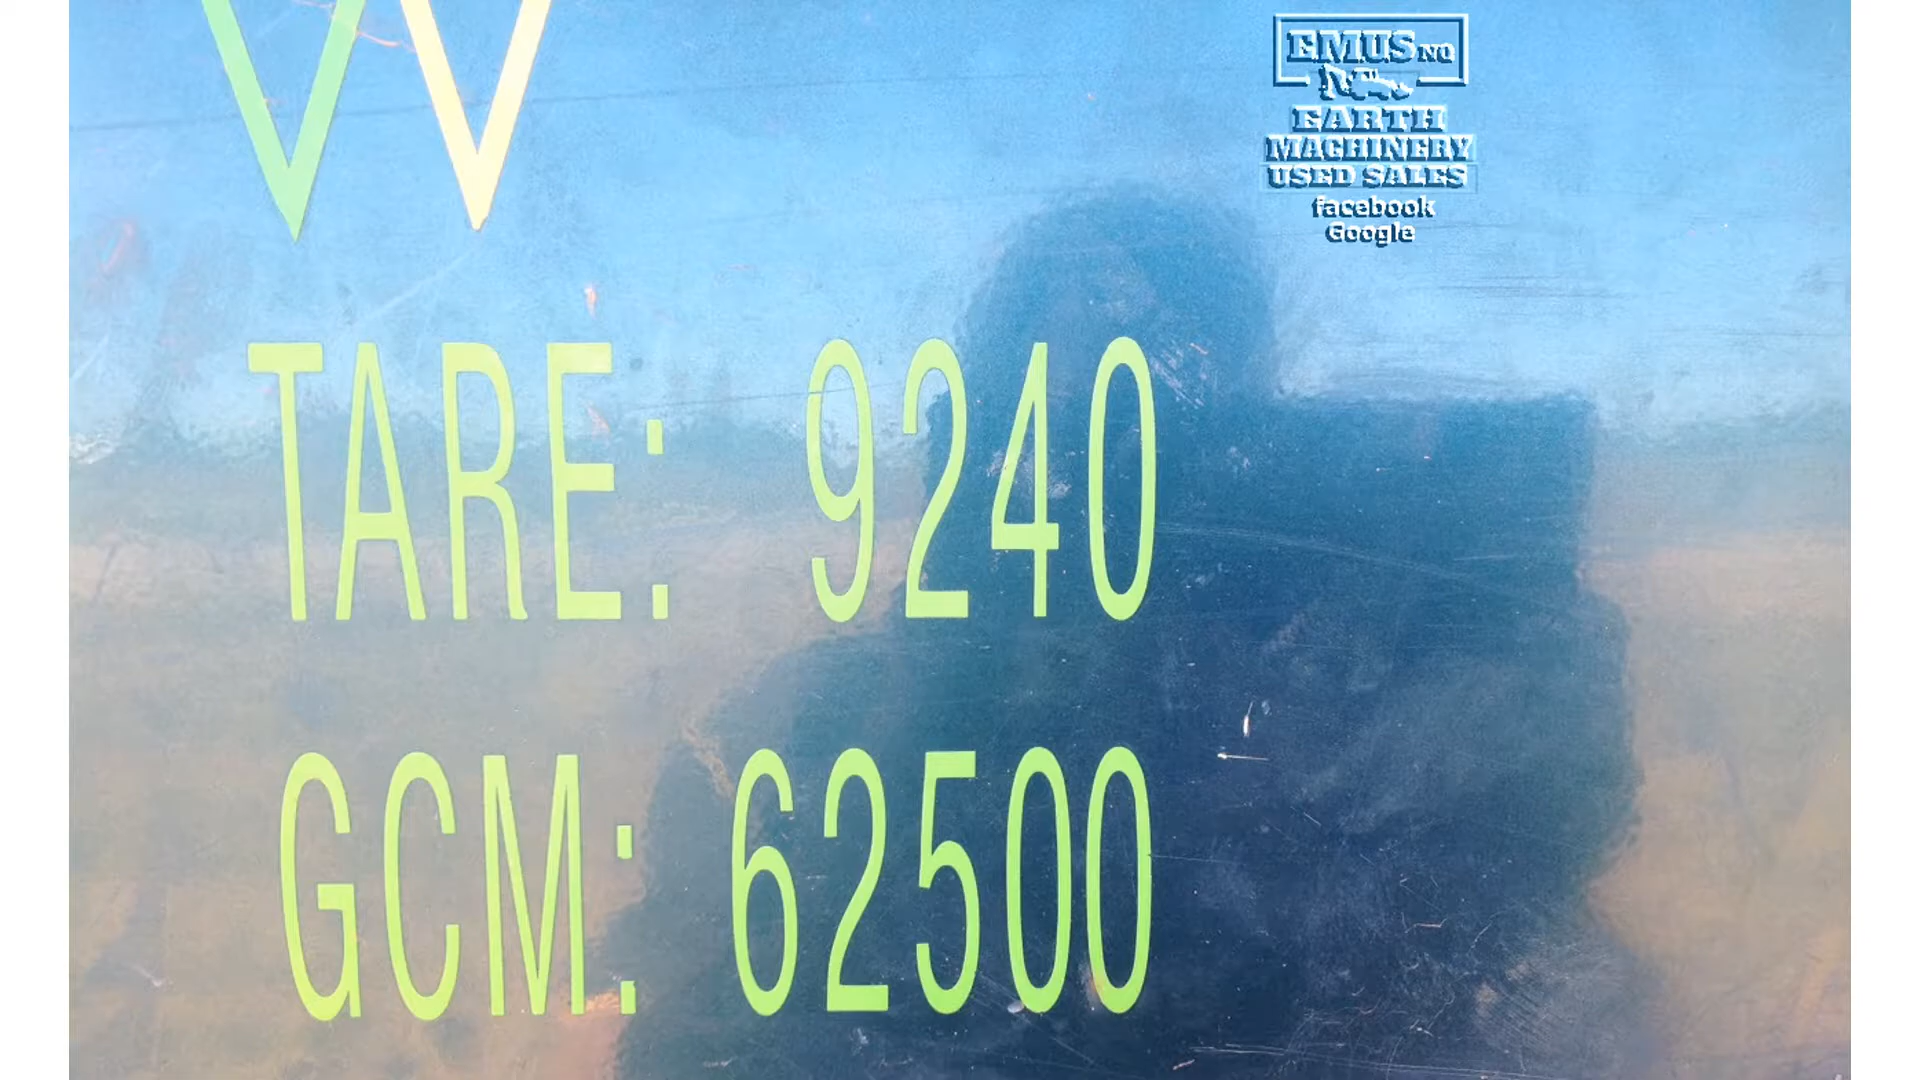 EMUS NQ
EARTH
MACHINERY
USED SALES
facebook
Google
TARE: 9240
GCM: 62500